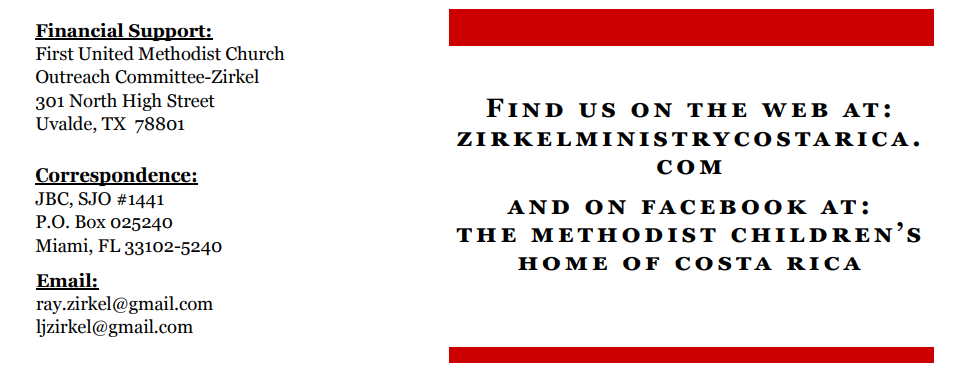 Financial Support:
First United Methodist Church
Outreach Committee-Zirkel
301 North High Street
Uvalde, TX  78801
Correspondence:
JBC, SJO #1441
P.O. Box 025240
Miami, FL 33102-5240
Email:
ray.zirkel@gmail.com
ljzirkel@gmail.com
Find us on the web at:
zirkelministrycostarica.
com
and on facebook at:
the methodist children’s
home of costa rica